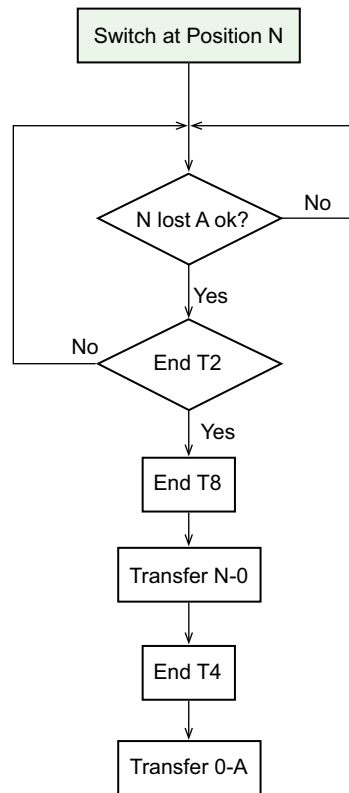 Switch at Position N
N lost A ok?
No
Yes
No
End T2
Yes
End T8
Transfer N-0
End T4
Transfer 0-A